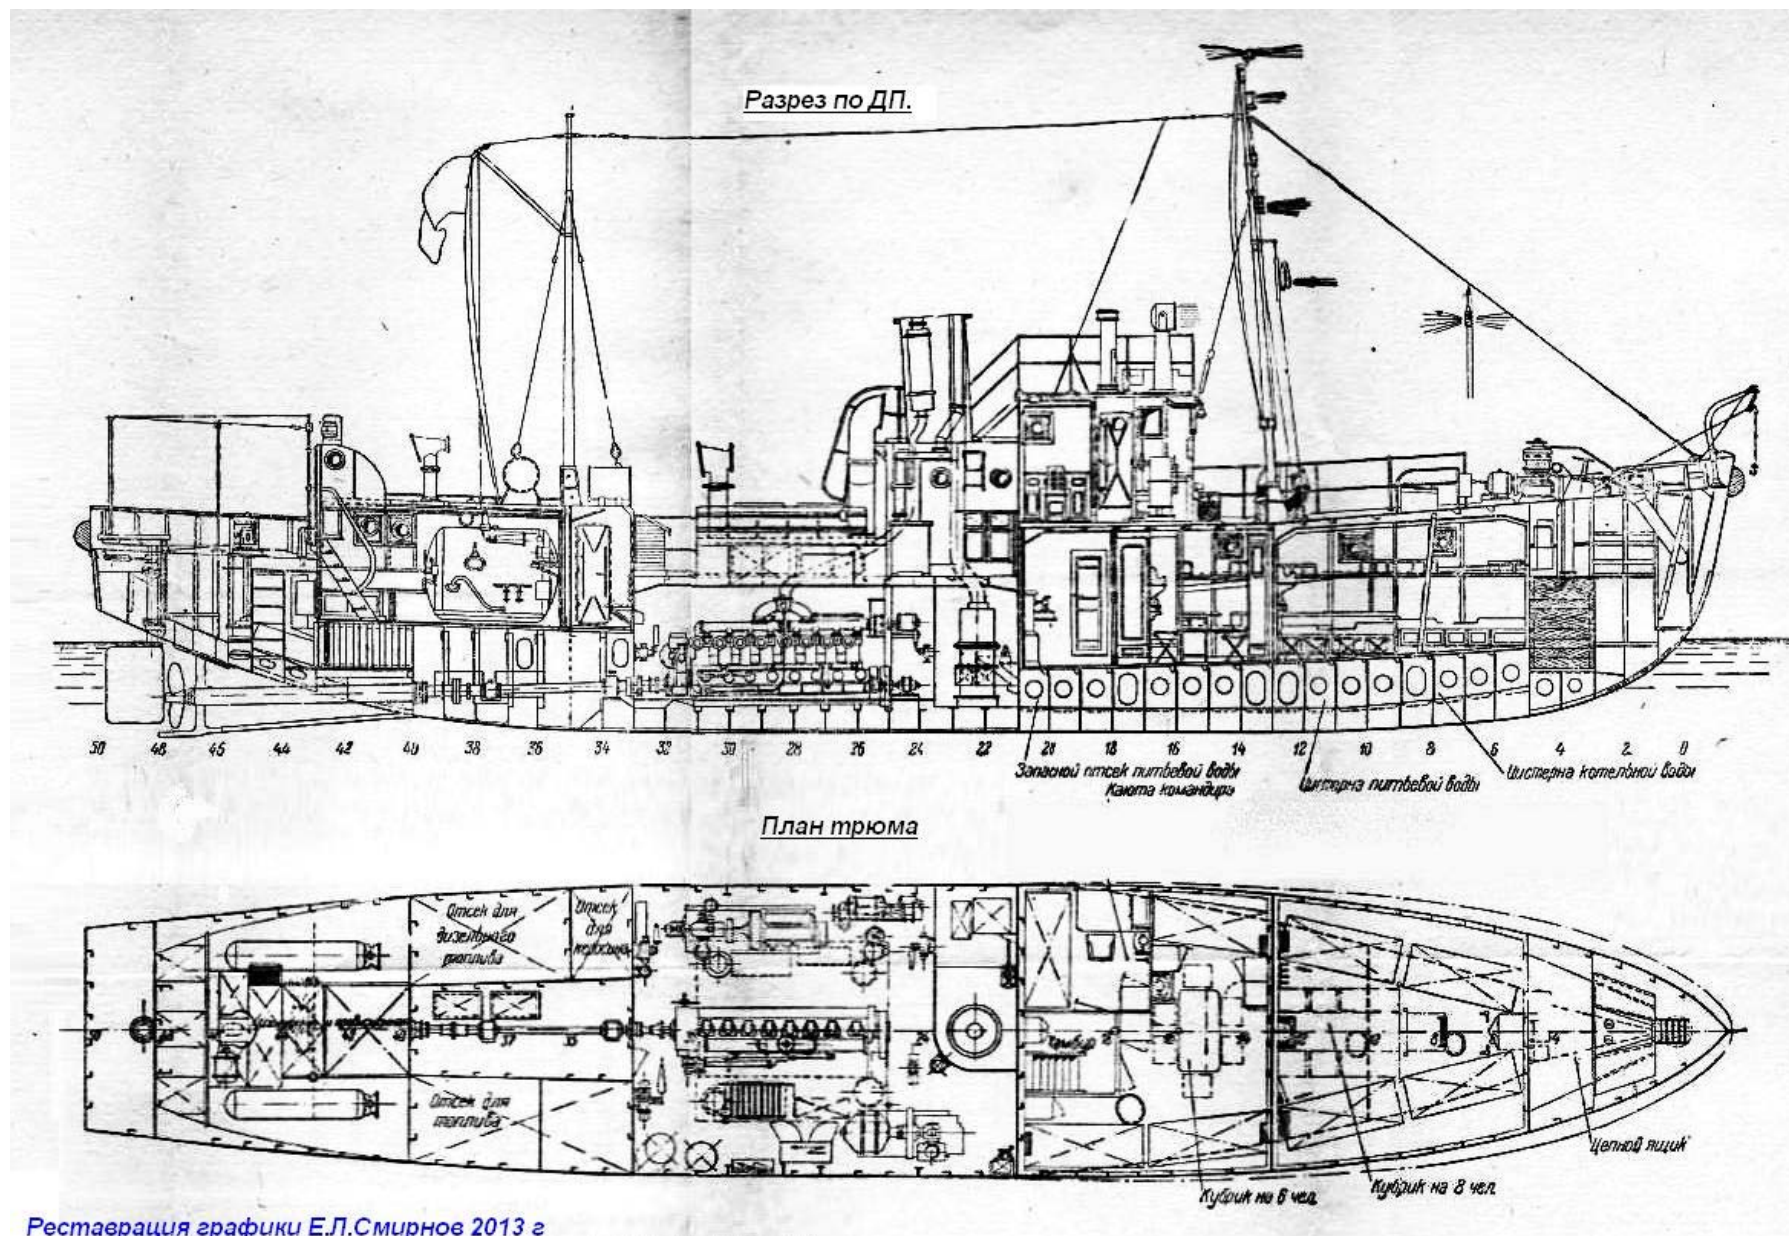 Разрез по ДП.
50 48 46 44 42 40 38 36 34 32 30 28 26 24 22 20 18 16 14 12 10 8 6 4 2 0
Запасной отсек питьевой воды
Каюта командира
Цистерна питьевой воды
Цистерна котельной воды
План трюма
Отсек для
дизельного
топлива
Отсек
для
Отсек для
топлива
Тамбур
Цепной ящик
Кубрик на 6 чел.
Кубрик на 8 чел.
Реставрация графики Е.Л.Смирнов 2013 г